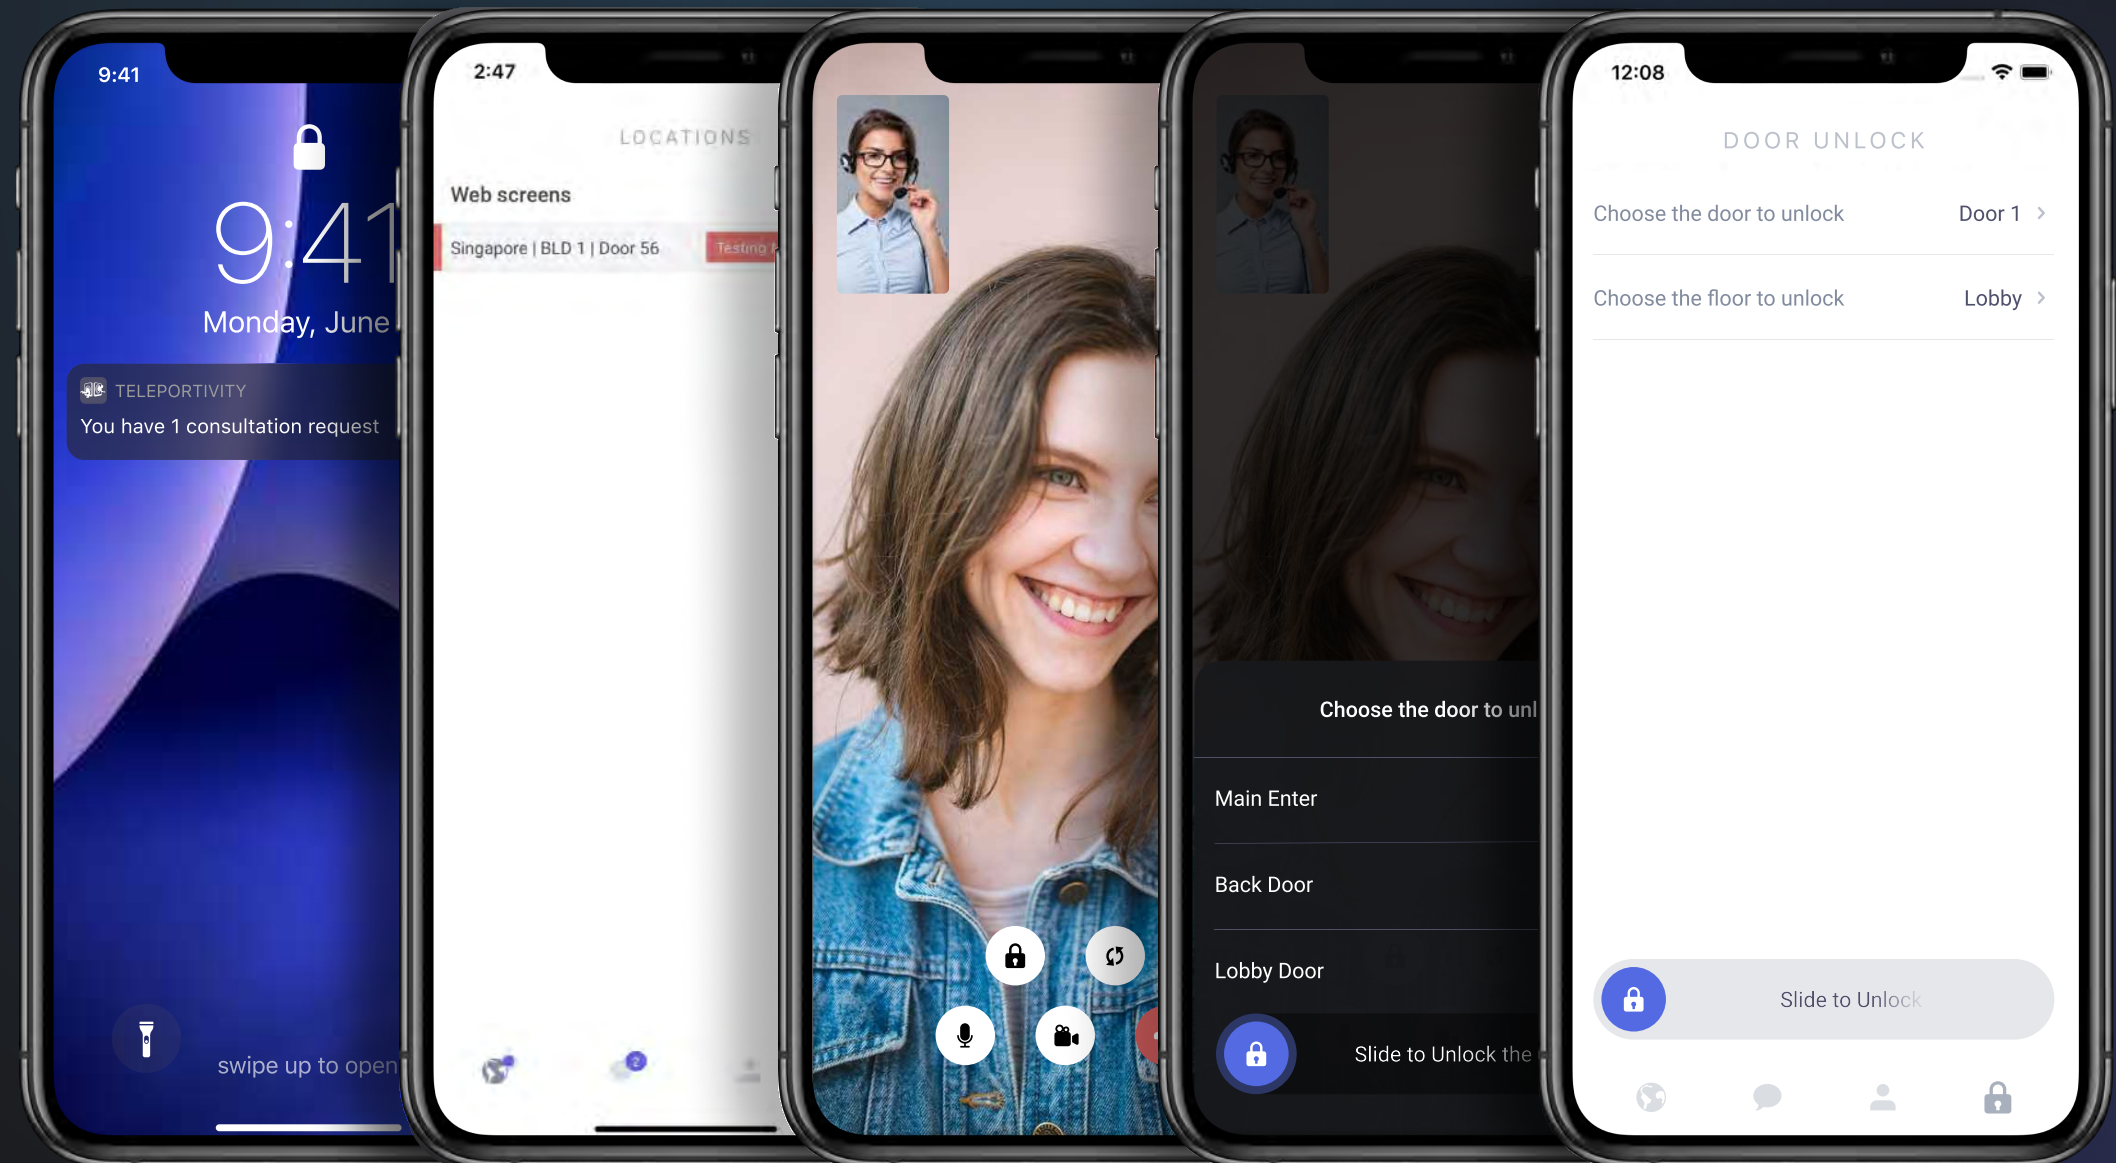 9:41
9:41
Monday, June
TELEPORTIVITY
You have 1 consultation request
swipe up to open
2:47
LOCATIONS
Web screens
Singapore | BLD 1 | Door 56
Testing
2
Choose the door to unl
Main Enter
Back Door
Lobby Door
Slide to Unlock the
12:08
DOOR UNLOCK
Choose the door to unlock Door 1
Choose the floor to unlock Lobby
Slide to Unlock